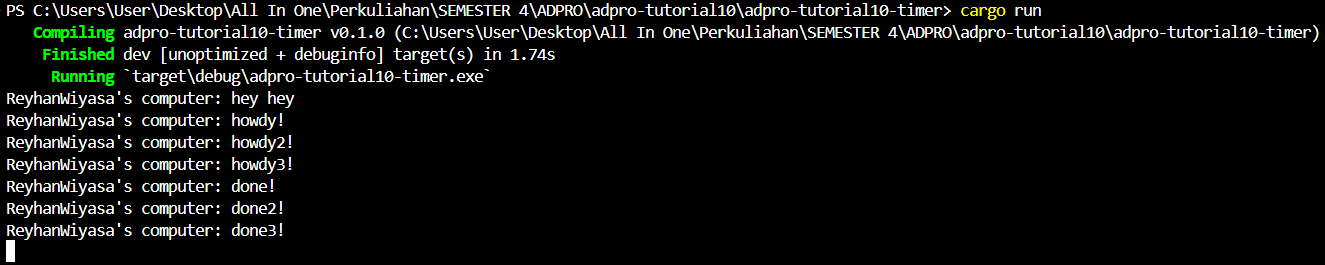 PS C:\Users\User\Desktop\All In One\Perkuliahan\SEMESTER 4\ADPRO\adpro-tutorial10\adpro-tutorial10-timer> cargo run
Compiling adpro-tutorial10-timer v0.1.0 (C:\Users\User\Desktop\All In One\Perkuliahan\SEMESTER 4\ADPRO\adpro-tutorial10\adpro-tutorial10-timer)
Finished dev [unoptimized + debuginfo] target(s) in 1.74s
Running `target\debug\adpro-tutorial10-timer.exe`
ReyhanWiyasa's computer: hey hey
ReyhanWiyasa's computer: howdy!
ReyhanWiyasa's computer: howdy2!
ReyhanWiyasa's computer: howdy3!
ReyhanWiyasa's computer: done!
ReyhanWiyasa's computer: done2!
ReyhanWiyasa's computer: done3!